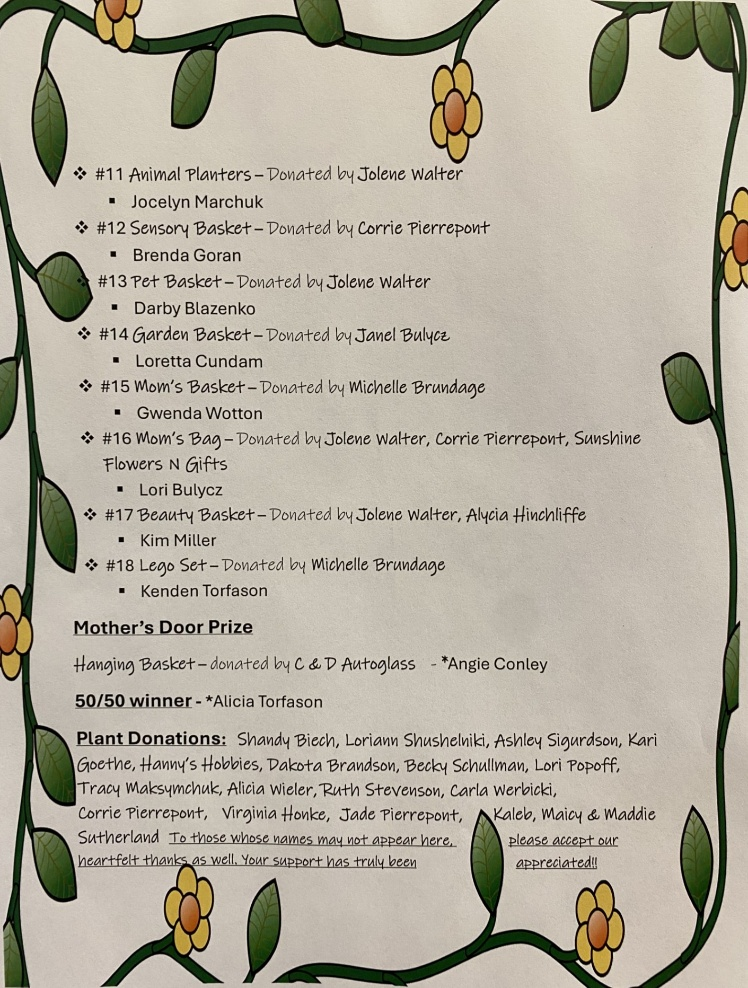 ❖ #11 Animal Planters – Donated by Jolene Walter
▪ Jocelyn Marchuk
❖ #12 Sensory Basket – Donated by Corrie Pierrepont
▪ Brenda Goran
❖ #13 Pet Basket – Donated by Jolene Walter
▪ Darby Blazenko
❖ #14 Garden Basket – Donated by Janel Bulycz
▪ Loretta Cundam
❖ #15 Mom's Basket – Donated by Michelle Brundage
▪ Gwenda Wotton
❖ #16 Mom's Bag – Donated by Jolene Walter, Corrie Pierrepont, Sunshine
Flowers N Gifts
▪ Lori Bulycz
❖ #17 Beauty Basket – Donated by Jolene Walter, Alycia Hinchliffe
▪ Kim Miller
❖ #18 Lego Set – Donated by Michelle Brundage
▪ Kenden Torfason
Mother's Door Prize
Hanging Basket – donated by C & D Autoglass - *Angie Conley
50/50 winner - *Alicia Torfason
Plant Donations: Shandy Biech, Loriann Shushelniki, Ashley Sigurdson, Kari
Goethe, Hanny's Hobbies, Dakota Brandson, Becky Schullman, Lori Popoff,
Tracy Maksymchuk, Alicia Wieler, Ruth Stevenson, Carla Werbicki,
Corrie Pierrepont, Virginia Honke, Jade Pierrepont, Kaleb, Maicy & Maddie
Sutherland To those whose names may not appear here, please accept our
heartfelt thanks as well. Your support has truly been appreciated!!